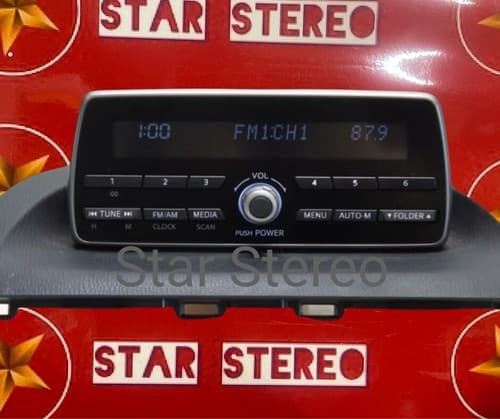 STAR STEREO
1:00 FM1:CH1 87.9
VOL
1 2 3 4 5 6
:00
⏮ TUNE ⏭ FM/AM MEDIA MENU AUTO-M ▼ FOLDER ▲
H M CLOCK SCAN PUSH POWER
Star Stereo
STAR STEREO